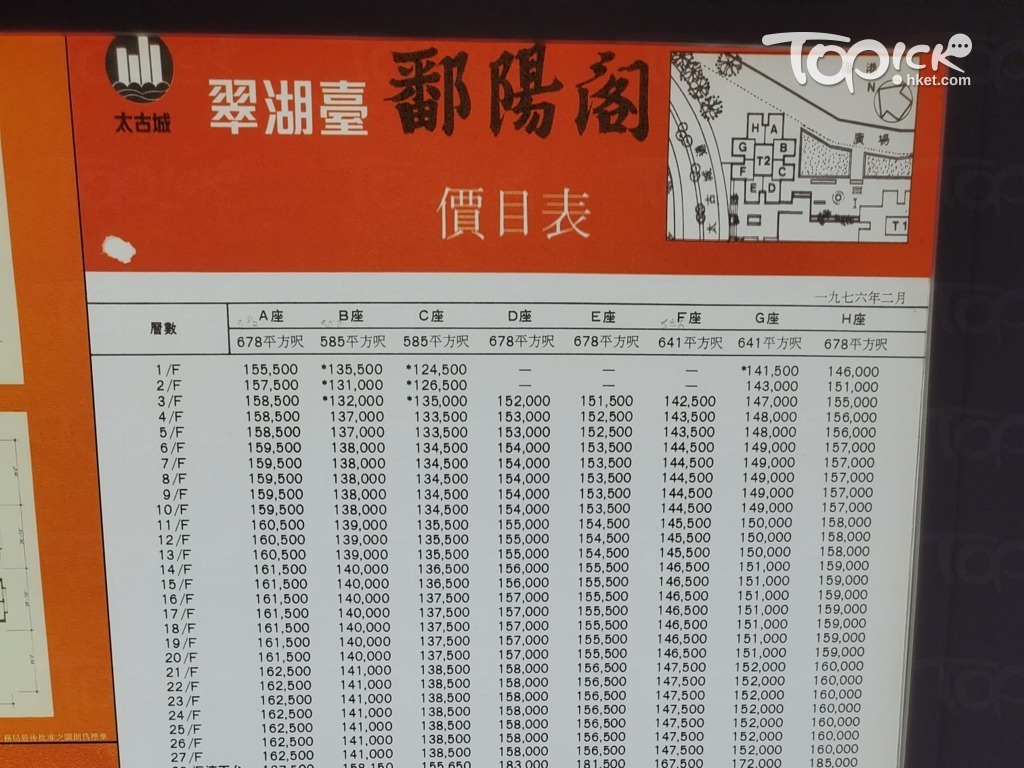 TOPick
hket.com
太古城
翠湖臺 鄱陽閣
價目表
H A
G B
T2
F C
E D
廣場
N
T1
一九七六年二月
層數 A座 B座 C座 D座 E座 F座 G座 H座
678平方呎 585平方呎 585平方呎 678平方呎 678平方呎 641平方呎 641平方呎 678平方呎
1/F 155,500 *135,500 *124,500 — — — *141,500 146,000
2/F 157,500 *131,000 *126,500 — — — 143,000 151,000
3/F 158,500 *132,000 *135,000 152,000 151,500 142,500 147,000 155,000
4/F 158,500 137,000 133,500 153,000 152,500 143,500 148,000 156,000
5/F 158,500 137,000 133,500 153,000 152,500 143,500 148,000 156,000
6/F 159,500 138,000 134,500 154,000 153,500 144,500 149,000 157,000
7/F 159,500 138,000 134,500 154,000 153,500 144,500 149,000 157,000
8/F 159,500 138,000 134,500 154,000 153,500 144,500 149,000 157,000
9/F 159,500 138,000 134,500 154,000 153,500 144,500 149,000 157,000
10/F 159,500 138,000 134,500 154,000 153,500 144,500 149,000 157,000
11/F 160,500 139,000 135,500 155,000 154,500 145,500 150,000 158,000
12/F 160,500 139,000 135,500 155,000 154,500 145,500 150,000 158,000
13/F 160,500 139,000 135,500 155,000 154,500 145,500 150,000 158,000
14/F 161,500 140,000 136,500 156,000 155,500 146,500 151,000 159,000
15/F 161,500 140,000 136,500 156,000 155,500 146,500 151,000 159,000
16/F 161,500 140,000 137,500 157,000 155,500 146,500 151,000 159,000
17/F 161,500 140,000 137,500 157,000 155,500 146,500 151,000 159,000
18/F 161,500 140,000 137,500 157,000 155,500 146,500 151,000 159,000
19/F 161,500 140,000 137,500 157,000 155,500 146,500 151,000 159,000
20/F 161,500 140,000 137,500 157,000 155,500 146,500 151,000 159,000
21/F 162,500 141,000 138,500 158,000 156,500 147,500 152,000 160,000
22/F 162,500 141,000 138,500 158,000 156,500 147,500 152,000 160,000
23/F 162,500 141,000 138,500 158,000 156,500 147,500 152,000 160,000
24/F 162,500 141,000 138,500 158,000 156,500 147,500 152,000 160,000
25/F 162,500 141,000 138,500 158,000 156,500 147,500 152,000 160,000
26/F 162,500 141,000 138,500 158,000 156,500 147,500 152,000 160,000
27/F 162,500 141,000 138,500 158,000 156,500 147,500 152,000 160,000
158,150 155,650 183,000 181,500 167,500 172,000 185,000